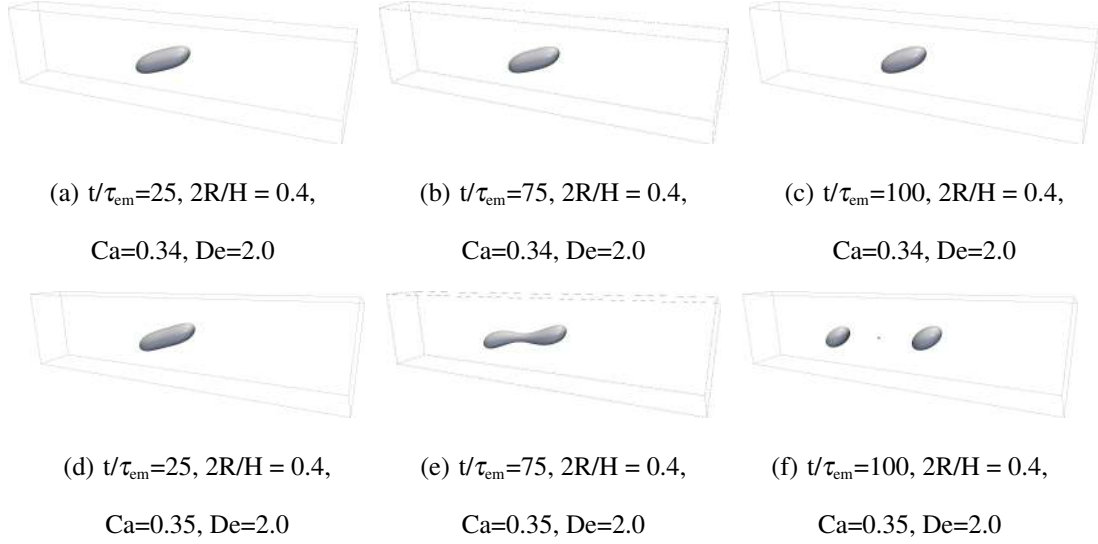 (a) t/τem=25, 2R/H = 0.4,
Ca=0.34, De=2.0
(b) t/τem=75, 2R/H = 0.4,
Ca=0.34, De=2.0
(c) t/τem=100, 2R/H = 0.4,
Ca=0.34, De=2.0
(d) t/τem=25, 2R/H = 0.4,
Ca=0.35, De=2.0
(e) t/τem=75, 2R/H = 0.4,
Ca=0.35, De=2.0
(f) t/τem=100, 2R/H = 0.4,
Ca=0.35, De=2.0